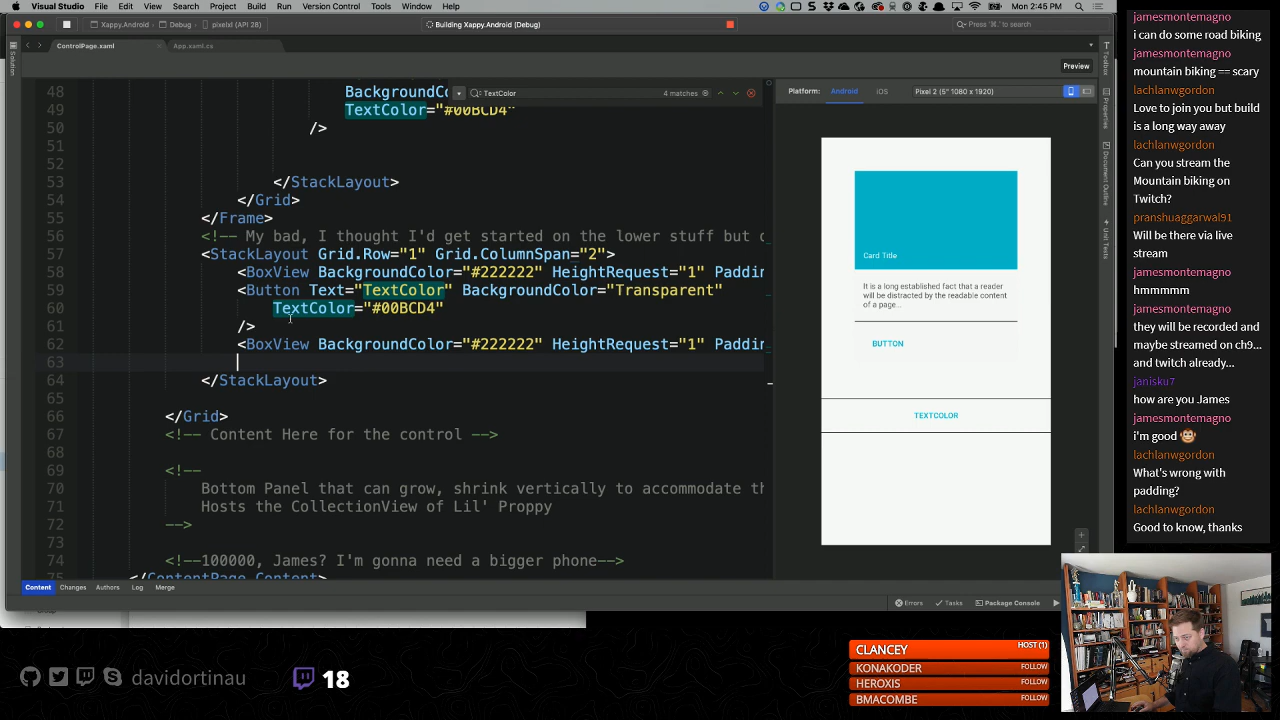 Visual Studio File Edit View Search Project Build Run Version Control Tools Window Help Mon 2:45 PM
Xappy.Android Debug pixelxl (API 28) Building Xappy.Android (Debug) Press '⌘.' to search
ControlPage.xaml App.xaml.cs
Solution
Preview
Toolbox
Properties
Document Outline
Unit Tests
TextColor 4 matches
48 BackgroundCo
49 TextColor="#00BCD4"
50 />
51
52
53 </StackLayout>
54 </Grid>
55 </Frame>
56 <!-- My bad, I thought I'd get started on the lower stuff but d
57 <StackLayout Grid.Row="1" Grid.ColumnSpan="2">
58 <BoxView BackgroundColor="#222222" HeightRequest="1" Paddin
59 <Button Text="TextColor" BackgroundColor="Transparent"
60 TextColor="#00BCD4"
61 />
62 <BoxView BackgroundColor="#222222" HeightRequest="1" Paddin
63
64 </StackLayout>
65
66 </Grid>
67 <!-- Content Here for the control -->
68
69 <!--
70 Bottom Panel that can grow, shrink vertically to accommodate th
71 Hosts the CollectionView of Lil' Proppy
72 -->
73
74 <!--100000, James? I'm gonna need a bigger phone-->
75 </ContentPage.Content>
Content Changes Authors Log Merge
Errors Tasks Package Console
Platform: Android iOS Pixel 2 (5" 1080 x 1920)
Card Title
It is a long established fact that a reader
will be distracted by the readable content
of a page...
BUTTON
TEXTCOLOR
jamesmontemagno
i can do some road biking
jamesmontemagno
mountain biking == scary
lachlanwgordon
Love to join you but build
is a long way away
lachlanwgordon
Can you stream the
Mountain biking on
Twitch?
pranshuaggarwal91
Will be there via live
stream
jamesmontemagno
hmmmmm
jamesmontemagno
they will be recorded and
maybe streamed on ch9...
and twitch already...
janisku7
how are you James
jamesmontemagno
i'm good
lachlanwgordon
What's wrong with
padding?
lachlanwgordon
Good to know, thanks
davidortinau 18
CLANCEY HOST (1)
KONAKODER FOLLOW
HEROXIS FOLLOW
BMACOMBE FOLLOW